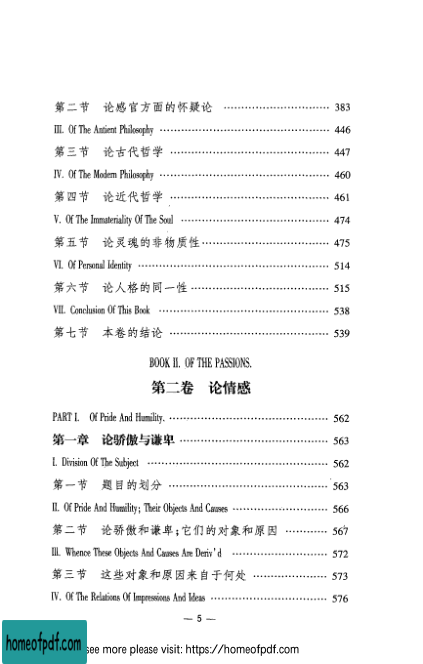 第二节 论感官方面的怀疑论 ································ 383
III. Of The Antient Philosophy ································ 446
第三节 论古代哲学 ································ 447
IV. Of The Modern Philosophy ································ 460
第四节 论近代哲学 ································ 461
V. Of The Immateriality Of The Soul ································ 474
第五节 论灵魂的非物质性 ································ 475
VI. Of Personal Identity ································ 514
第六节 论人格的同一性 ································ 515
VII. Conclusion Of This Book ································ 538
第七节 本卷的结论 ································ 539
BOOK II. OF THE PASSIONS.
第二卷 论情感
PART I. Of Pride And Humility. ································ 562
第一章 论骄傲与谦卑 ································ 563
I. Division Of The Subject ································ 562
第一节 题目的划分 ································ 563
II. Of Pride And Humility; Their Objects And Causes ································ 566
第二节 论骄傲和谦卑;它们的对象和原因 ················ 567
III. Whence These Objects And Causes Are Deriv'd ················ 572
第三节 这些对象和原因来自于何处 ················ 573
IV. Of The Relations Of Impressions And Ideas ················ 576
— 5 —
homeofpdf.com
see more please visit: https://homeofpdf.com